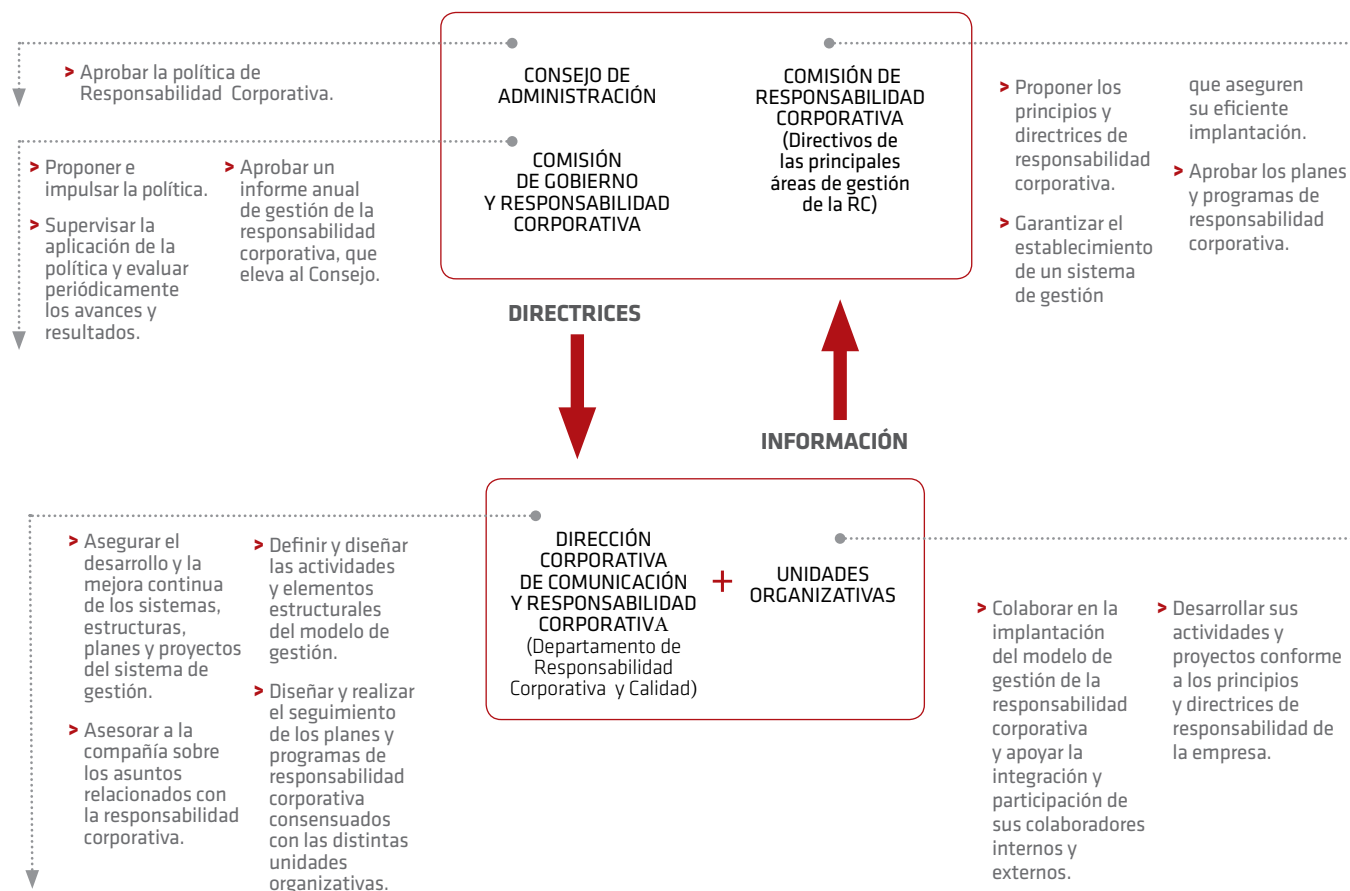 > Aprobar la política de
Responsabilidad Corporativa.
> Proponer e
impulsar la política.
> Supervisar la
aplicación de la
política y evaluar
periódicamente
los avances y
resultados.
> Aprobar un
informe anual
de gestión de la
responsabilidad
corporativa, que
eleva al Consejo.
CONSEJO DE
ADMINISTRACIÓN
COMISIÓN
DE GOBIERNO
Y RESPONSABILIDAD
CORPORATIVA
COMISIÓN DE
RESPONSABILIDAD
CORPORATIVA
(Directivos de
las principales
áreas de gestión
de la RC)
> Proponer los
principios y
directrices de
responsabilidad
corporativa.
> Garantizar el
establecimiento
de un sistema
de gestión
que aseguren
su eficiente
implantación.
> Aprobar los planes
y programas de
responsabilidad
corporativa.
DIRECTRICES
INFORMACIÓN
> Asegurar el
desarrollo y la
mejora continua
de los sistemas,
estructuras,
planes y proyectos
del sistema de
gestión.
> Asesorar a la
compañía sobre
los asuntos
relacionados con
la responsabilidad
corporativa.
> Definir y diseñar
las actividades
y elementos
estructurales
del modelo de
gestión.
> Diseñar y realizar
el seguimiento
de los planes y
programas de
responsabilidad
corporativa
consensuados
con las distintas
unidades
organizativas.
DIRECCIÓN
CORPORATIVA
DE COMUNICACIÓN
Y RESPONSABILIDAD
CORPORATIVA
(Departamento de
Responsabilidad
Corporativa y Calidad)
+
UNIDADES
ORGANIZATIVAS
> Colaborar en la
implantación
del modelo de
gestión de la
responsabilidad
corporativa
y apoyar la
integración y
participación de
sus colaboradores
internos y
externos.
> Desarrollar sus
actividades y
proyectos conforme
a los principios
y directrices de
responsabilidad de
la empresa.